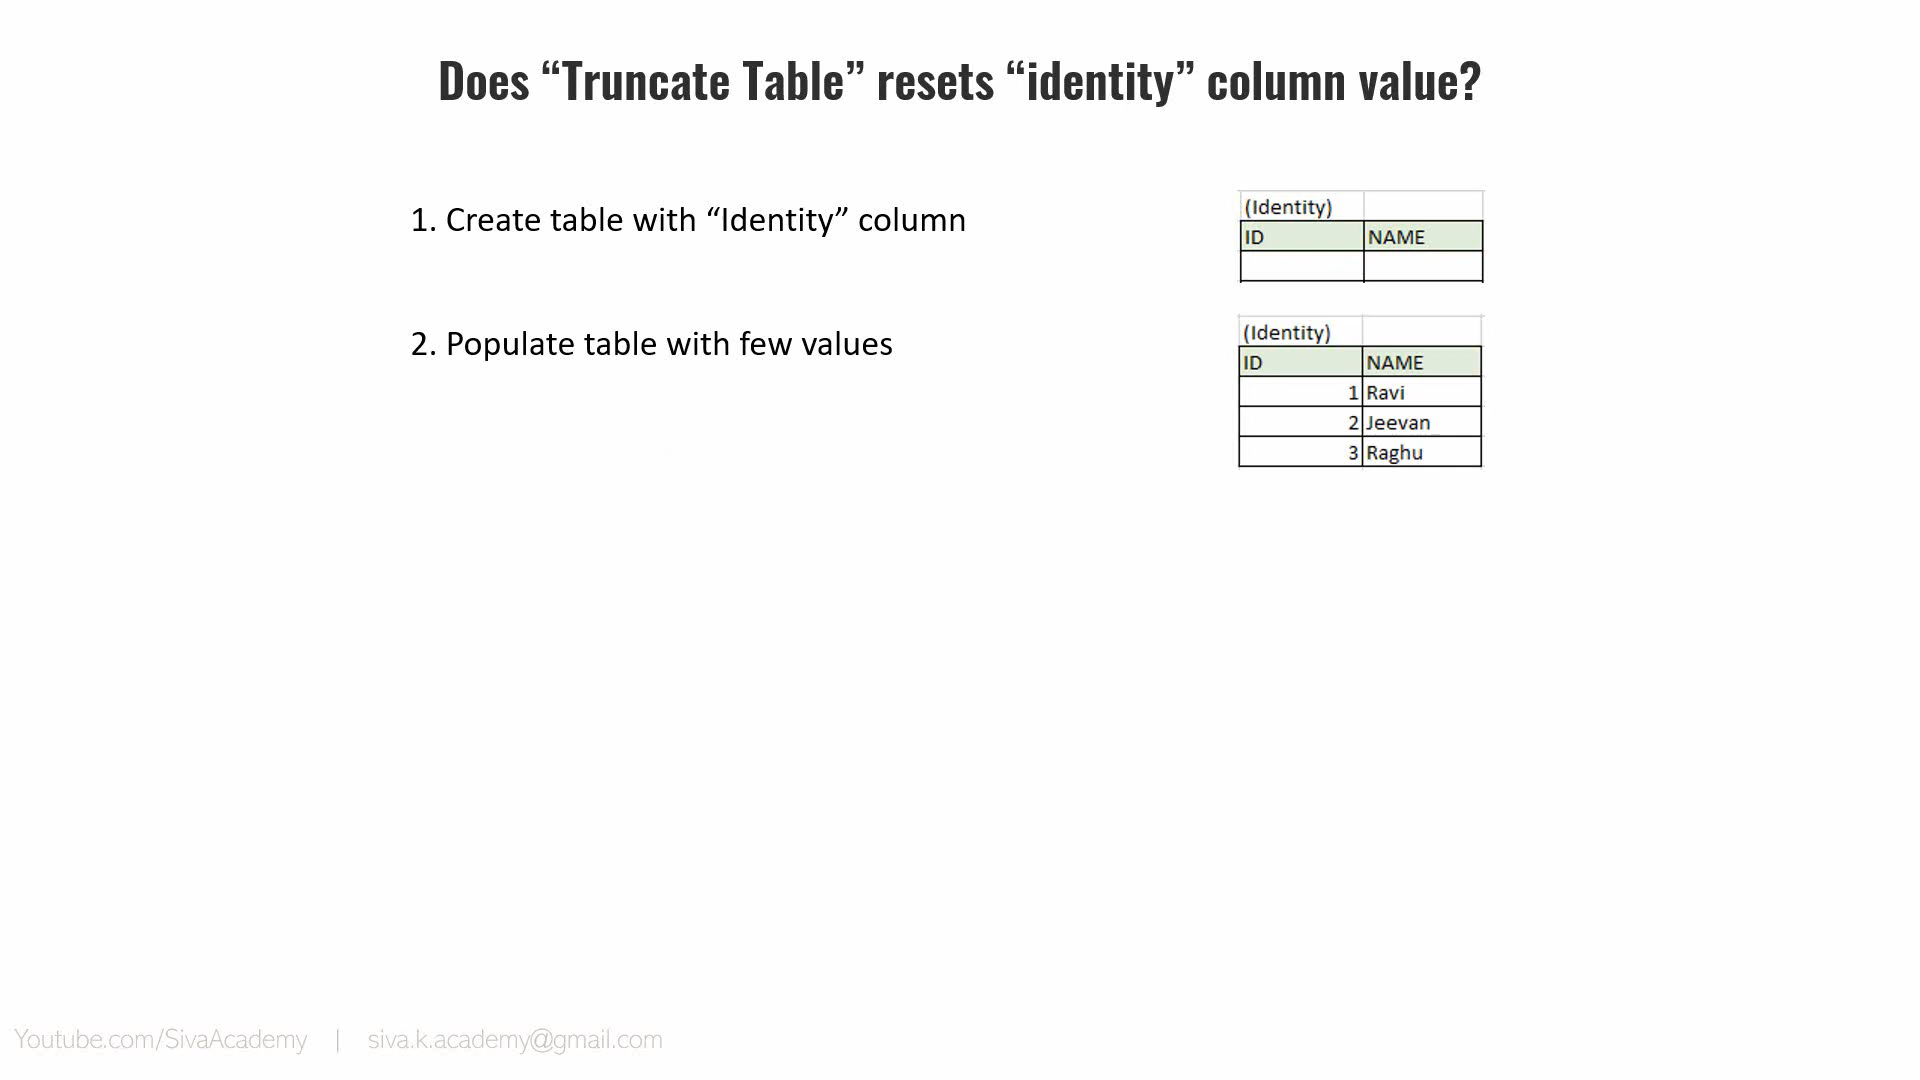 Does “Truncate Table” resets “identity” column value?
1. Create table with “Identity” column
(Identity)
ID NAME
2. Populate table with few values
(Identity)
ID NAME
1 Ravi
2 Jeevan
3 Raghu
Youtube.com/SivaAcademy | siva.k.academy@gmail.com